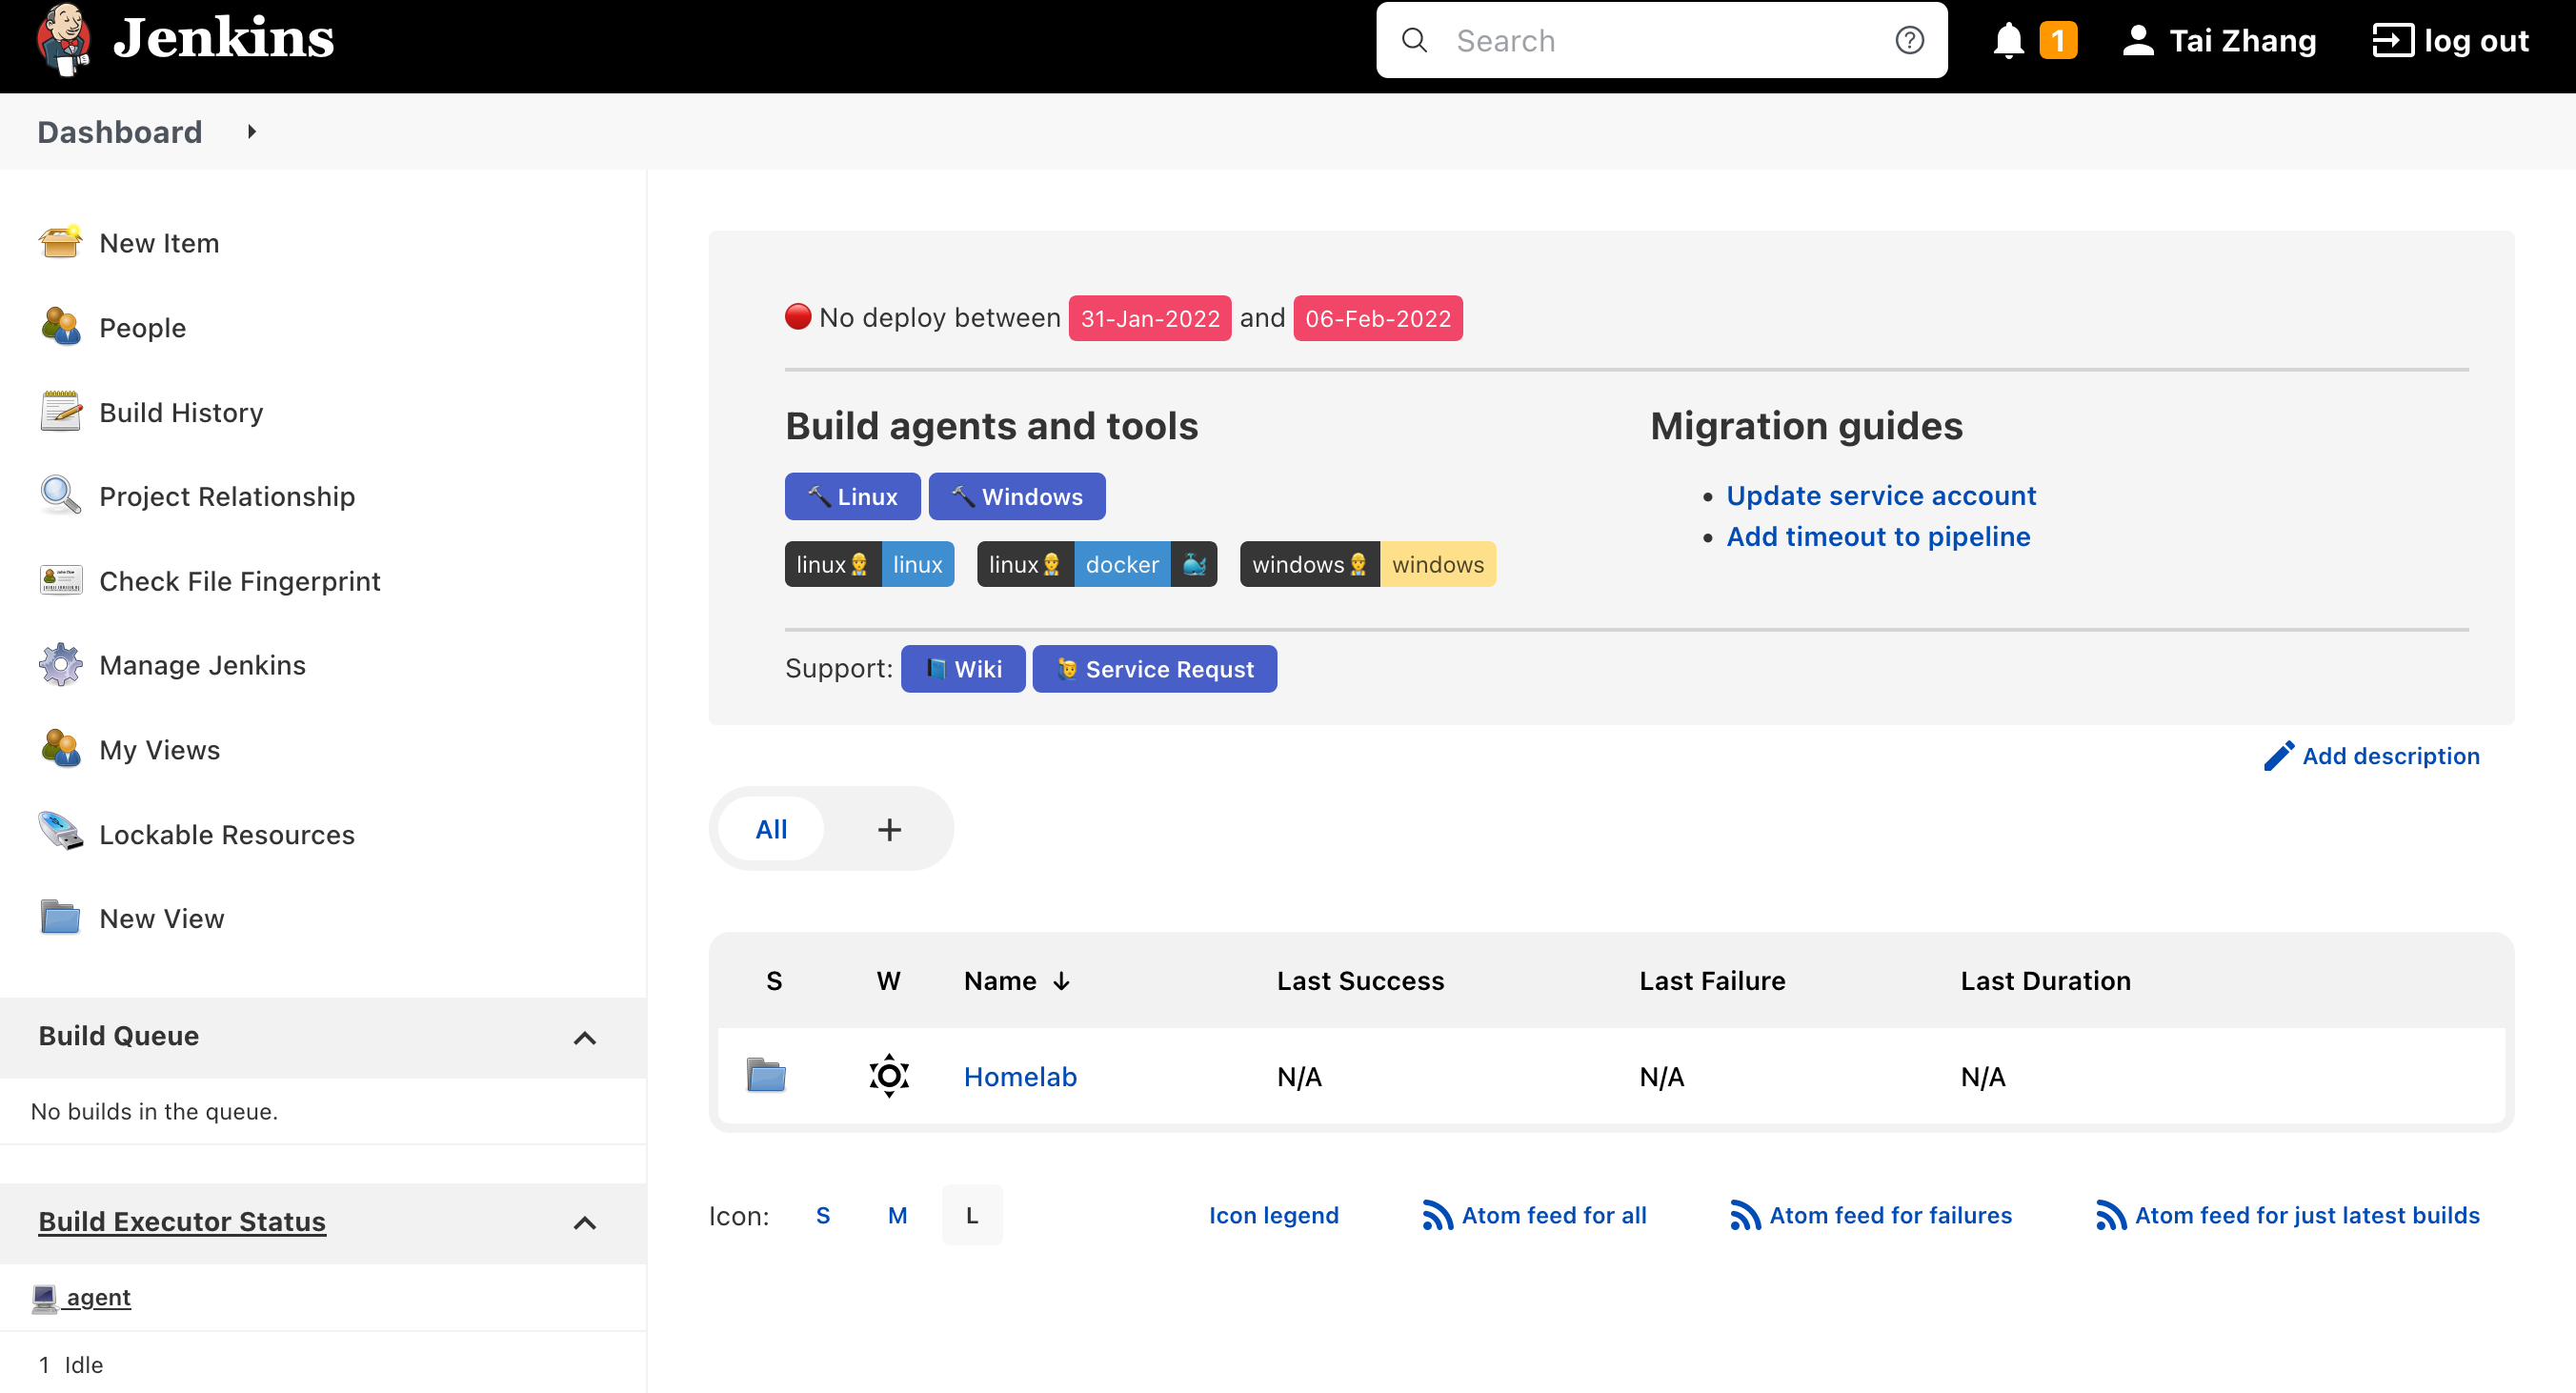 Jenkins
Search
1
Tai Zhang
log out
Dashboard
New Item
People
Build History
Project Relationship
Check File Fingerprint
Manage Jenkins
My Views
Lockable Resources
New View
Build Queue
No builds in the queue.
Build Executor Status
agent
1 Idle
No deploy between 31-Jan-2022 and 06-Feb-2022
Build agents and tools
Linux Windows
linux linux linux docker windows windows
Migration guides
Update service account
Add timeout to pipeline
Support: Wiki Service Requst
Add description
All +
S W Name ↓ Last Success Last Failure Last Duration
Homelab N/A N/A N/A
Icon: S M L Icon legend Atom feed for all Atom feed for failures Atom feed for just latest builds